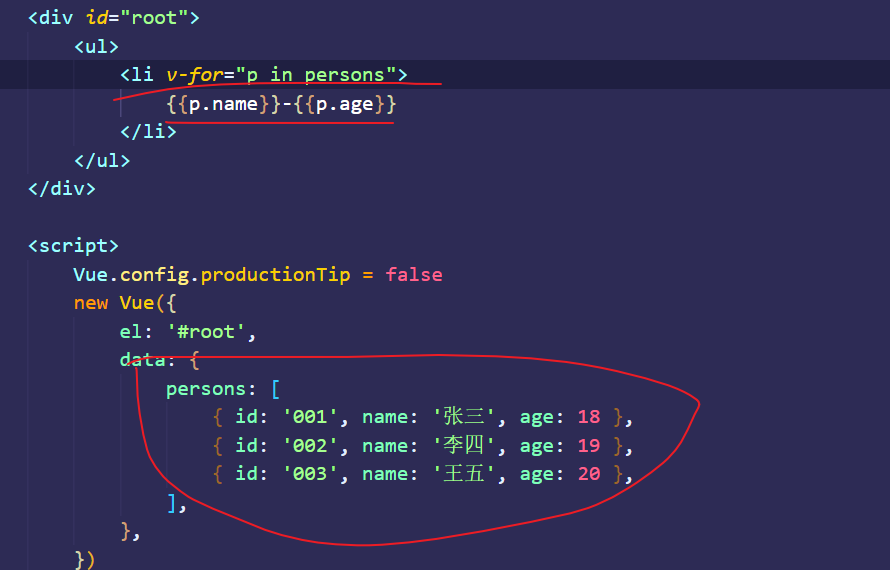 <div id="root">
<ul>
<li v-for="p in persons">
{{p.name}}-{{p.age}}
</li>
</ul>
</div>
<script>
Vue.config.productionTip = false
new Vue({
el: '#root',
data: {
persons: [
{ id: '001', name: '张三', age: 18 },
{ id: '002', name: '李四', age: 19 },
{ id: '003', name: '王五', age: 20 },
],
},
})